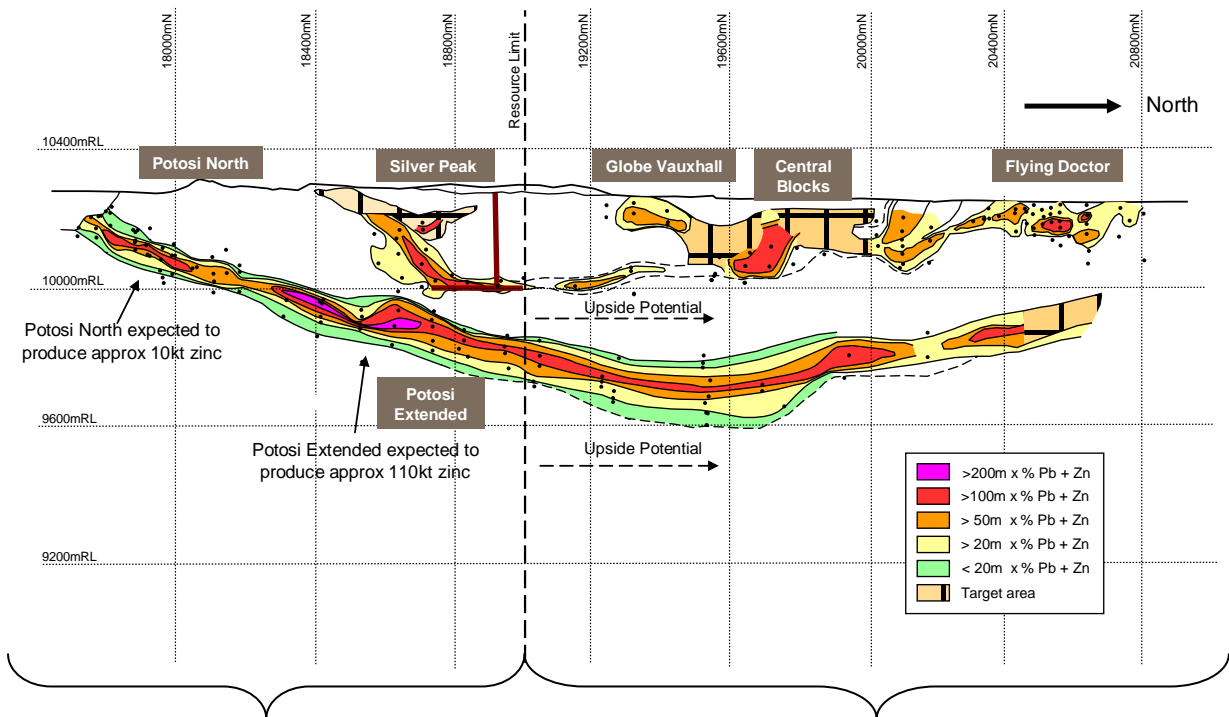 18000mN
18400mN
18800mN
Resource Limit
19200mN
19600mN
20000mN
20400mN
20800mN
North
10400mRL
Potosi North
Silver Peak
Globe Vauxhall
Central
Blocks
Flying Doctor
10000mRL
Upside Potential
Potosi North expected to
produce approx 10kt zinc
Potosi
Extended
9600mRL
Potosi Extended expected to
produce approx 110kt zinc
Upside Potential
>200m x % Pb + Zn
>100m x % Pb + Zn
> 50m x % Pb + Zn
> 20m x % Pb + Zn
< 20m x % Pb + Zn
Target area
9200mRL